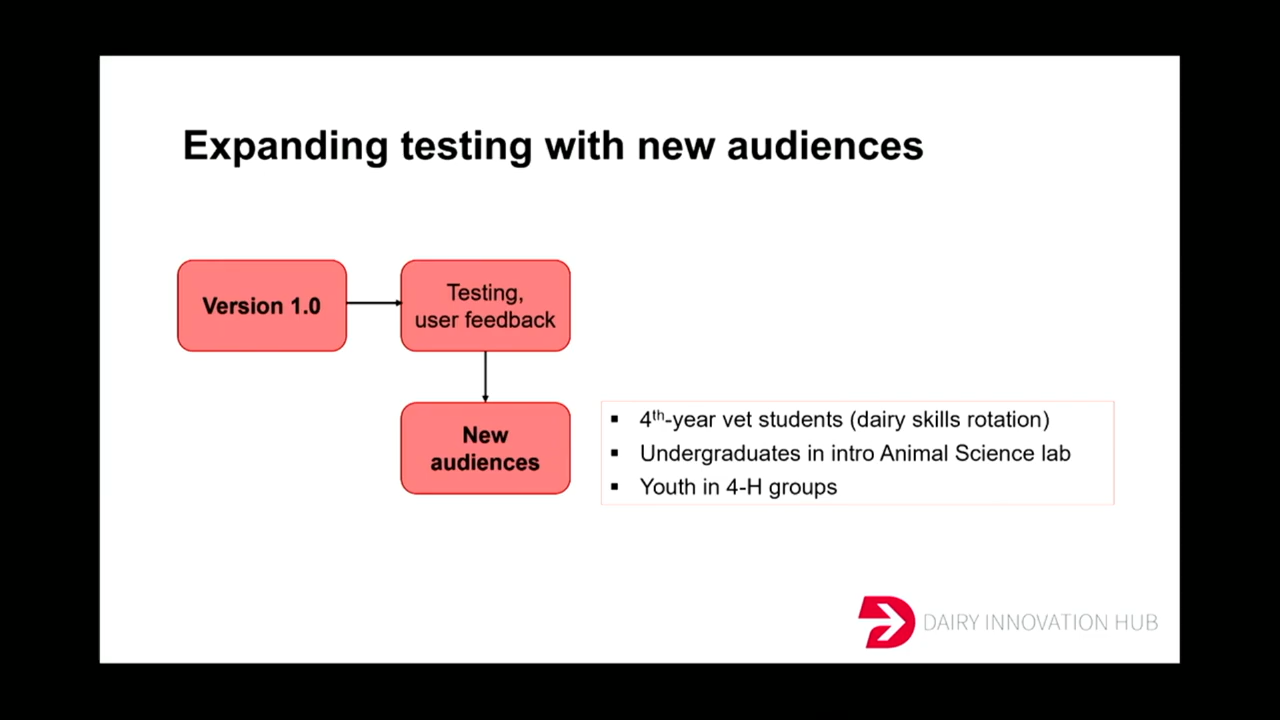 Expanding testing with new audiences
Version 1.0
Testing,
user feedback
New
audiences
▪ 4th-year vet students (dairy skills rotation)
▪ Undergraduates in intro Animal Science lab
▪ Youth in 4-H groups
DAIRY INNOVATION HUB